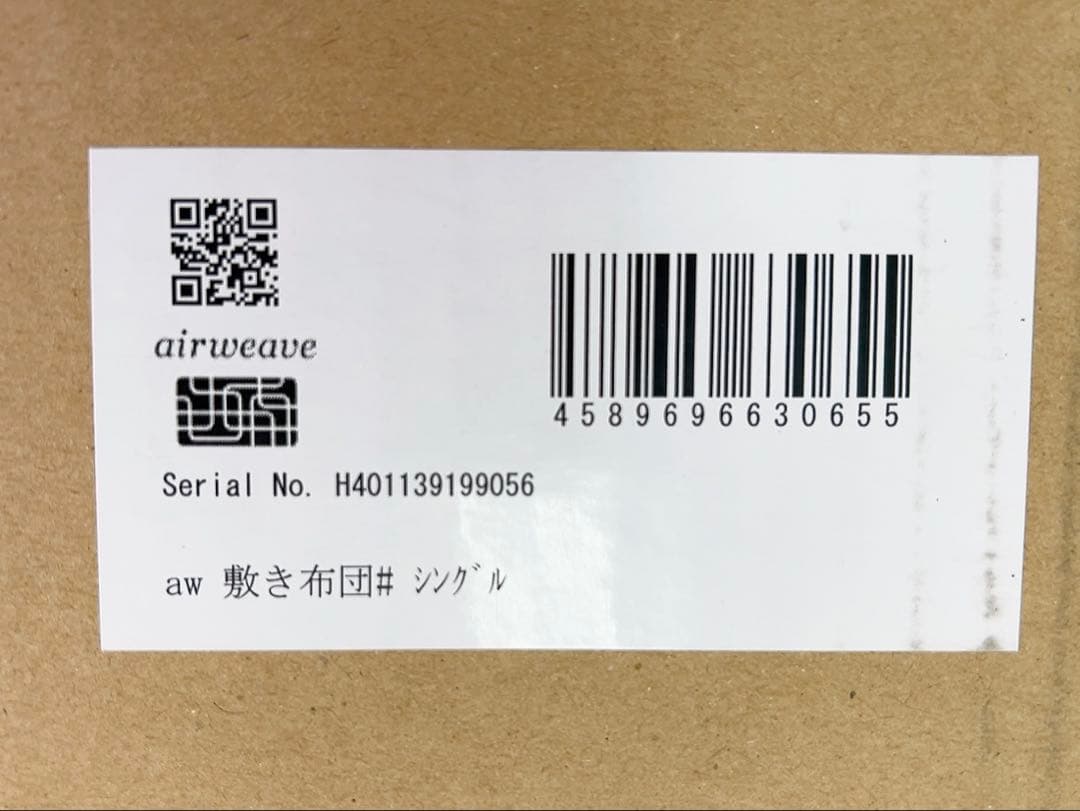 airweave
4589696630655
Serial No. H401139199056
aw 敷き布団# ｼﾝｸﾞﾙ